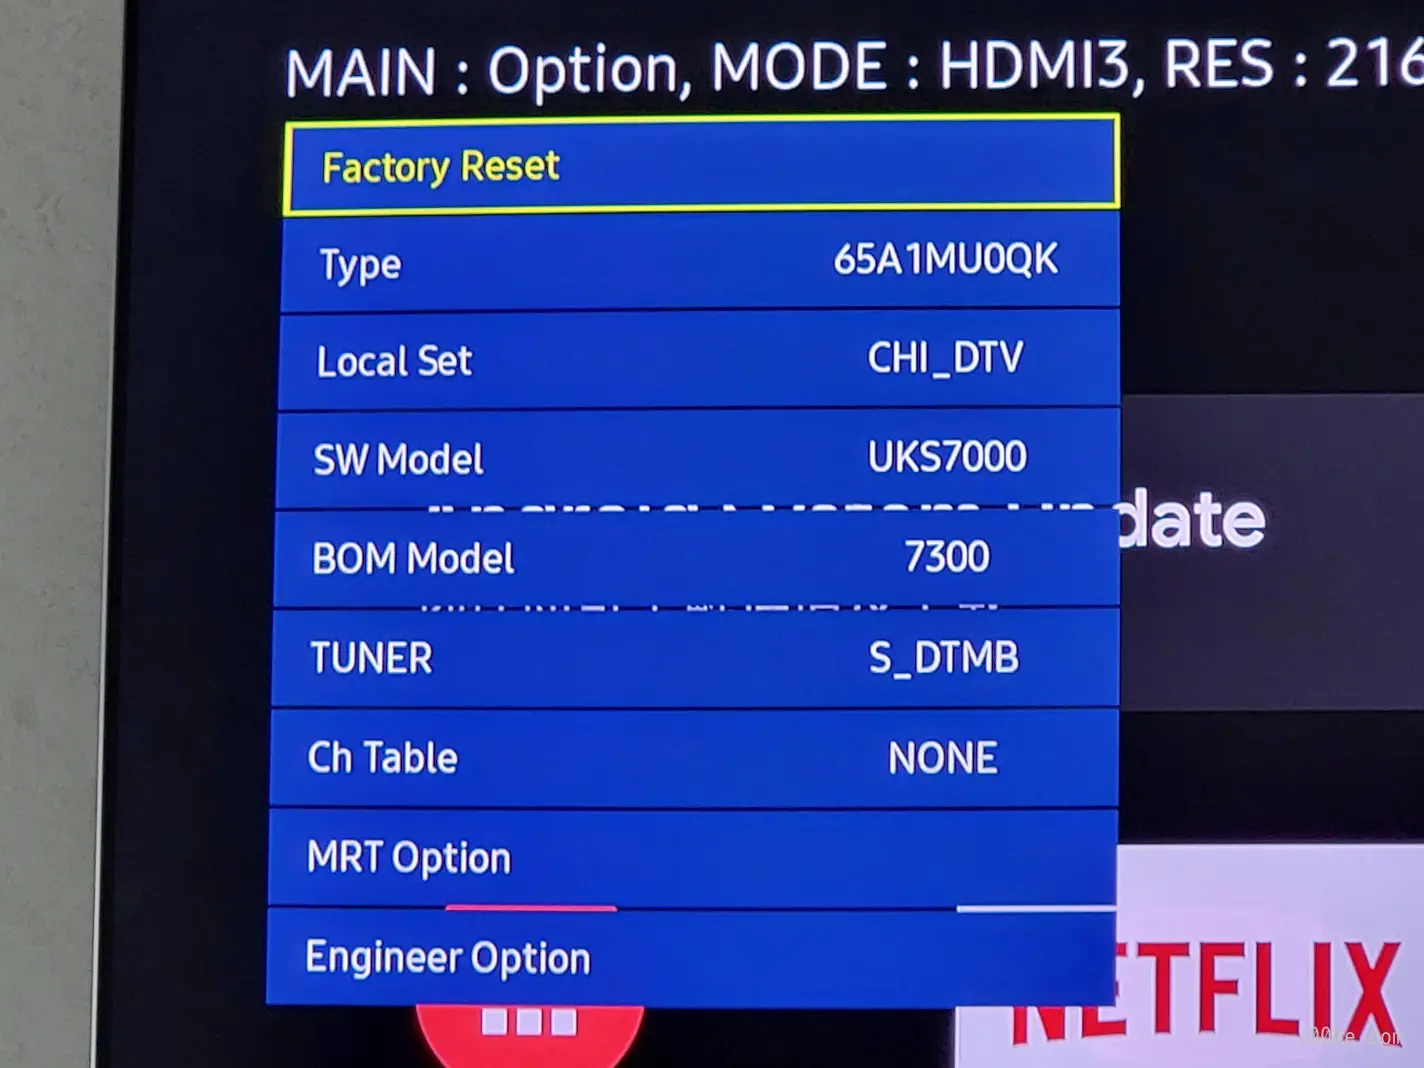 MAIN : Option, MODE : HDMI3, RES : 216
Factory Reset
Type 65A1MU0QK
Local Set CHI_DTV
SW Model UKS7000
date
BOM Model 7300
TUNER S_DTMB
Ch Table NONE
MRT Option
Engineer Option
NETFLIX